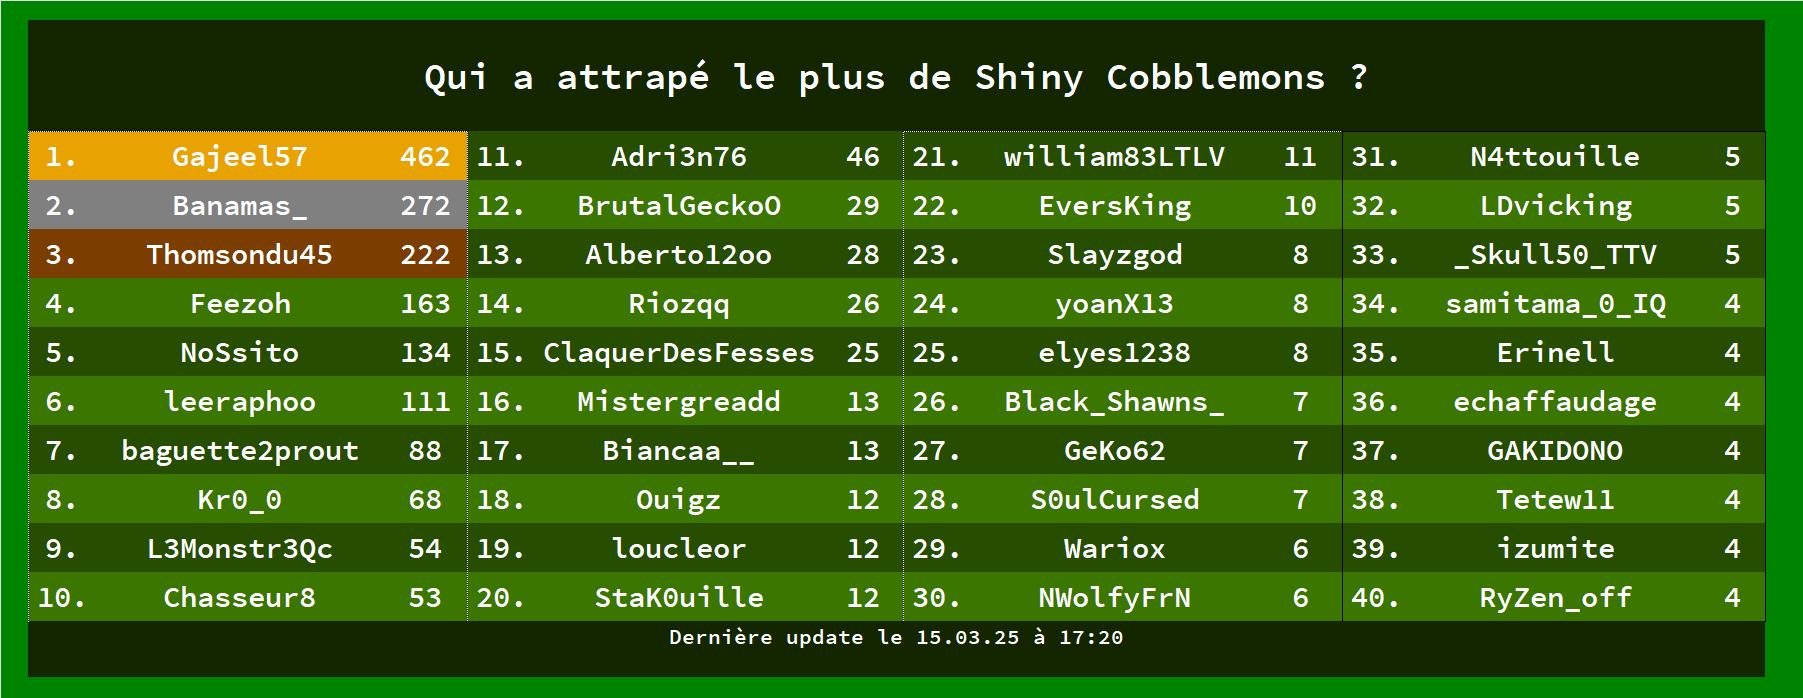 Qui a attrapé le plus de Shiny Cobblemons ?
1. Gajeel57 462
2. Banamas_ 272
3. Thomsondu45 222
4. Feezoh 163
5. NoSsito 134
6. leeraphoo 111
7. baguette2prout 88
8. Kr0_0 68
9. L3Monstr3Qc 54
10. Chasseur8 53
11. Adri3n76 46
12. BrutalGeckoO 29
13. Alberto12oo 28
14. Riozqq 26
15. ClaquerDesFesses 25
16. Mistergreadd 13
17. Biancaa__ 13
18. Ouigz 12
19. loucleor 12
20. StaK0uille 12
21. william83LTLV 11
22. EversKing 10
23. Slayzgod 8
24. yoanX13 8
25. elyes1238 8
26. Black_Shawns_ 7
27. GeKo62 7
28. S0ulCursed 7
29. Wariox 6
30. NWolfyFrN 6
31. N4ttouille 5
32. LDvicking 5
33. _Skull50_TTV 5
34. samitama_0_IQ 4
35. Erinell 4
36. echaffaudage 4
37. GAKIDONO 4
38. Tetew11 4
39. izumite 4
40. RyZen_off 4
Dernière update le 15.03.25 à 17:20